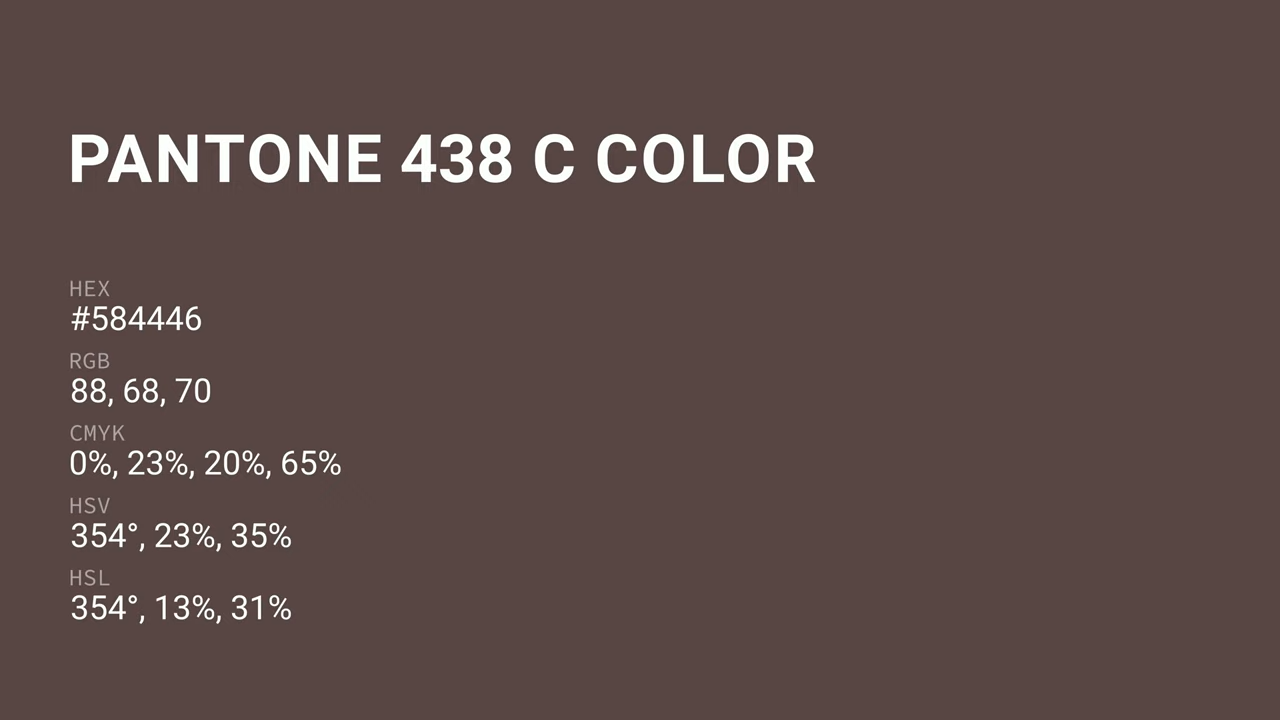 PANTONE 438 C COLOR
HEX
#584446
RGB
88, 68, 70
CMYK
0%, 23%, 20%, 65%
HSV
354°, 23%, 35%
HSL
354°, 13%, 31%